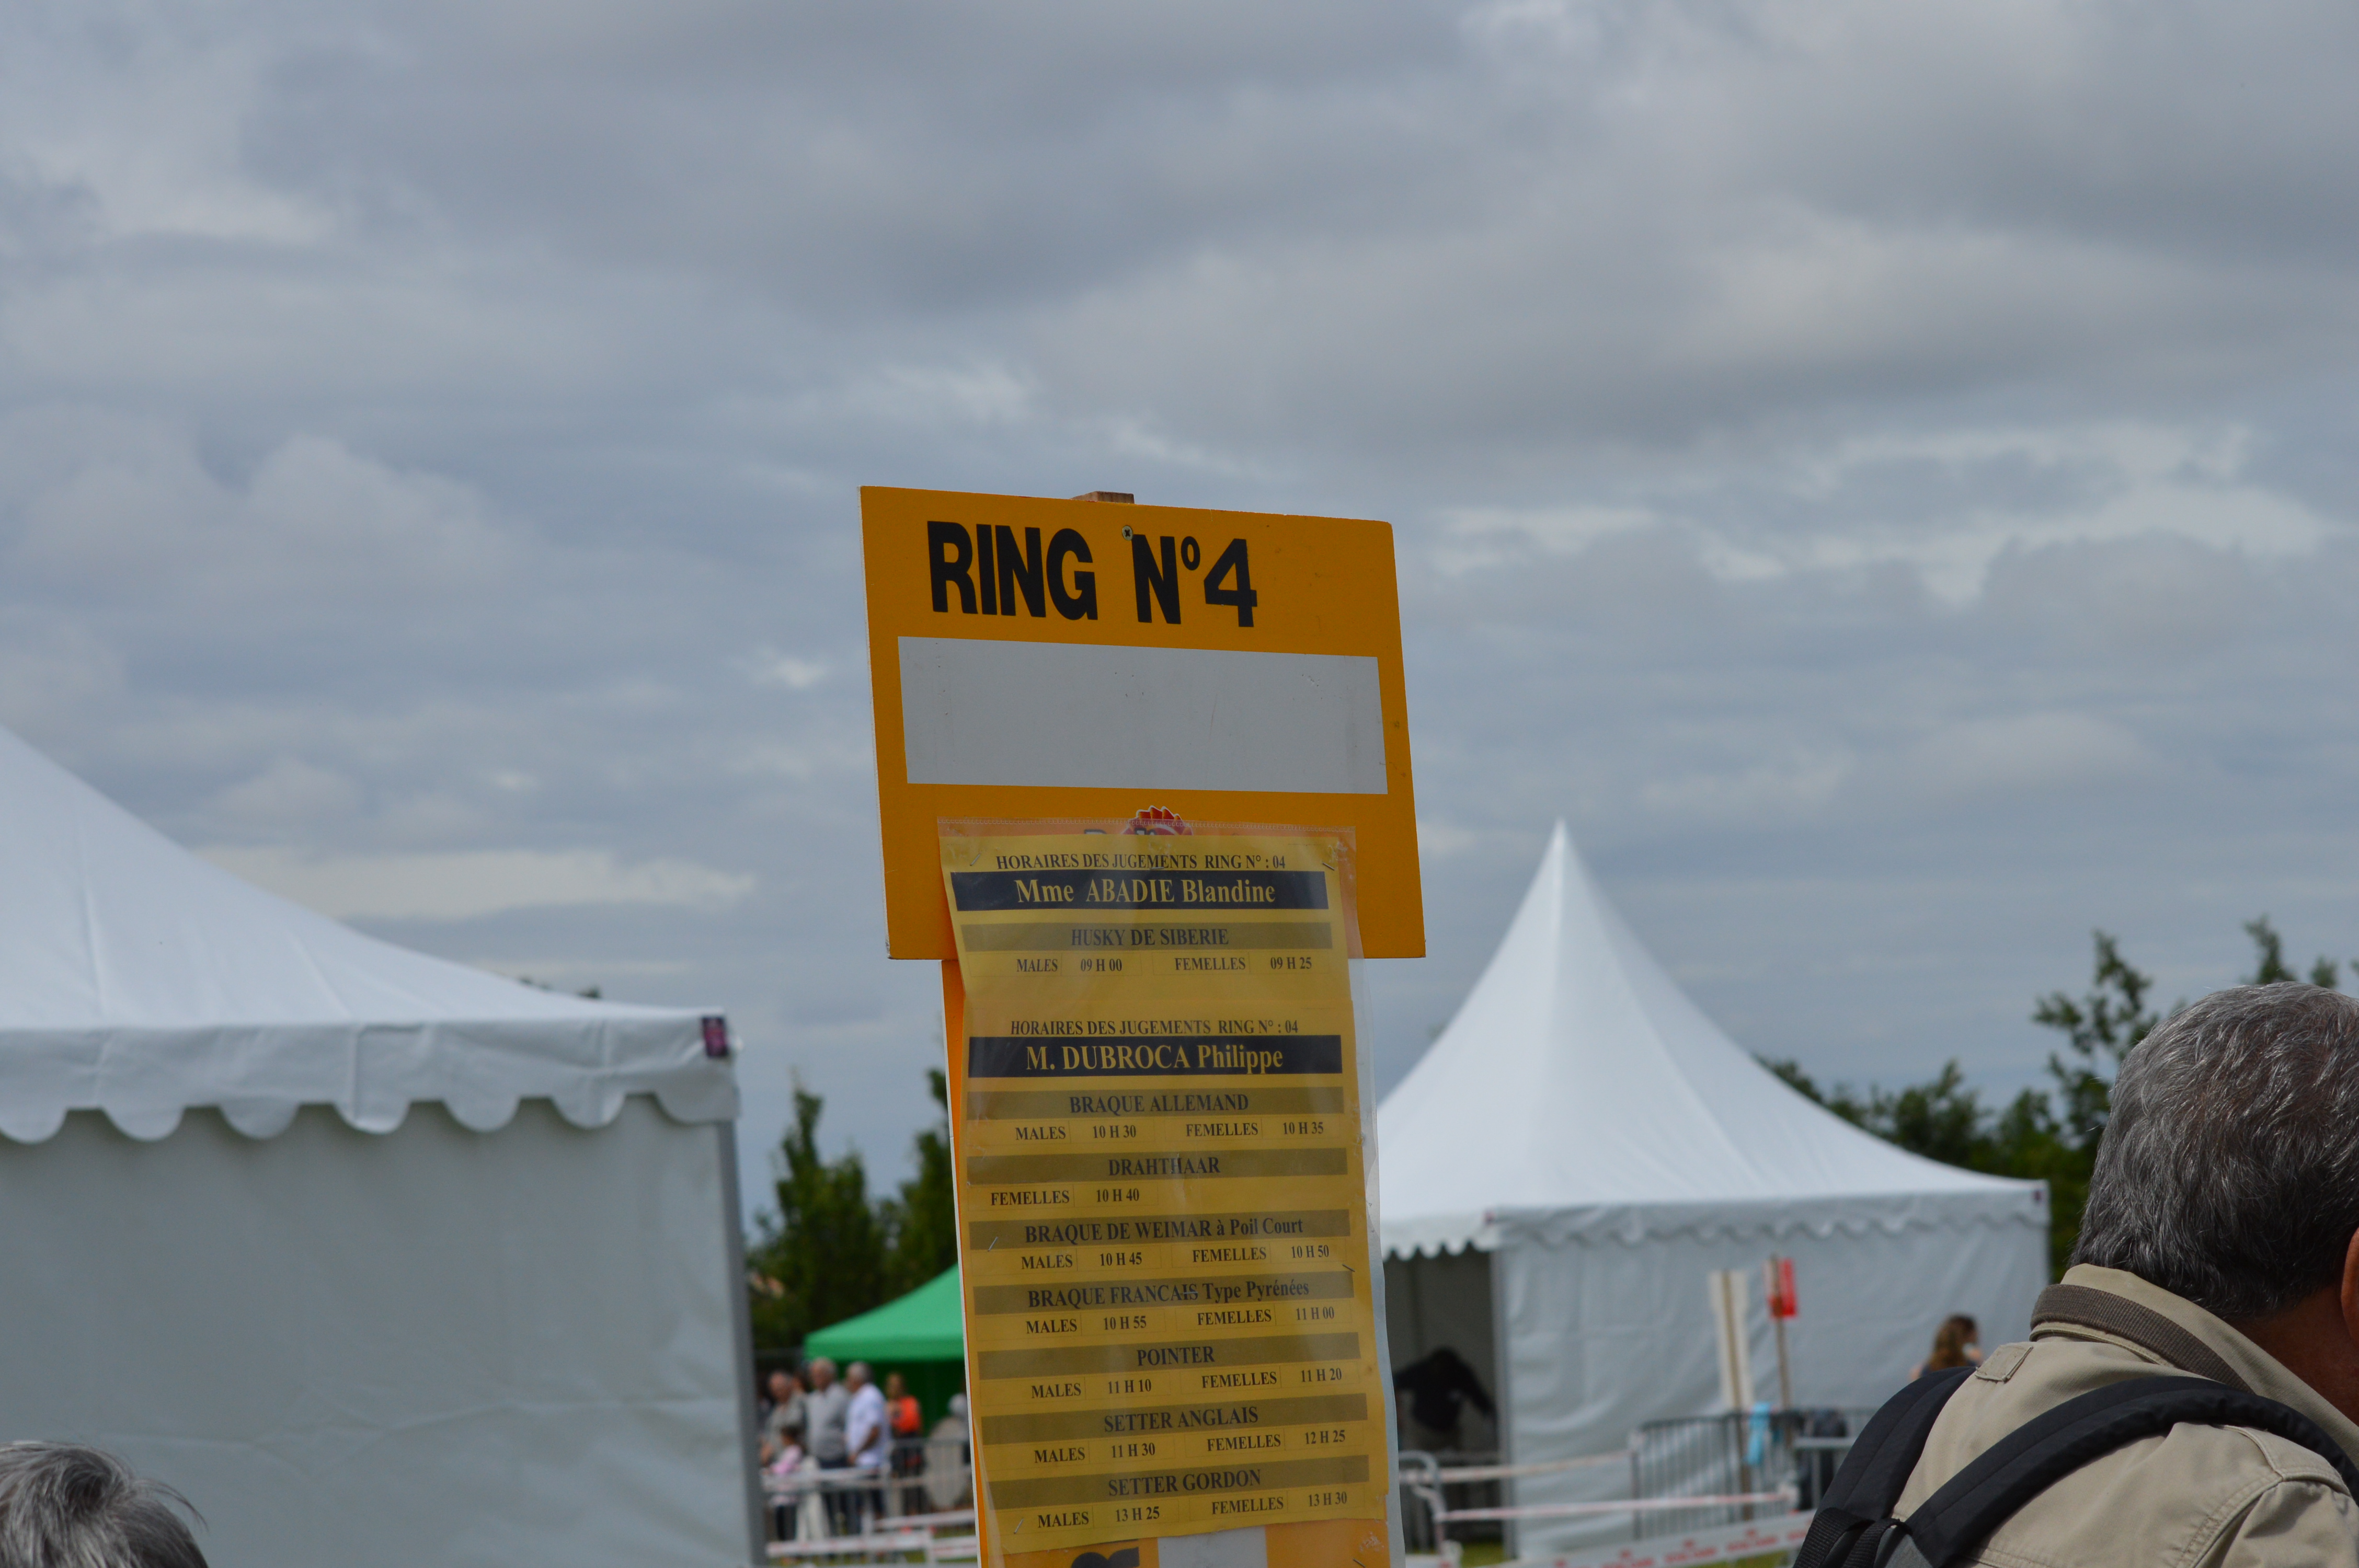 RING N°4
HORAIRES DES JUGEMENTS RING N° : 04
Mme ABADIE Blandine
HUSKY DE SIBERIE
MALES 09 H 00 FEMELLES 09 H 25
HORAIRES DES JUGEMENTS RING N° : 04
M. DUBROCA Philippe
BRAQUE ALLEMAND
MALES 10 H 30 FEMELLES 10 H 35
DRAHTHAAR
FEMELLES 10 H 40
BRAQUE DE WEIMAR à Poil Court
MALES 10 H 45 FEMELLES 10 H 50
BRAQUE FRANCAIS Type Pyrénées
MALES 10 H 55 FEMELLES 11 H 00
POINTER
MALES 11 H 10 FEMELLES 11 H 20
SETTER ANGLAIS
MALES 11 H 30 FEMELLES 12 H 25
SETTER GORDON
MALES 13 H 25 FEMELLES 13 H 30